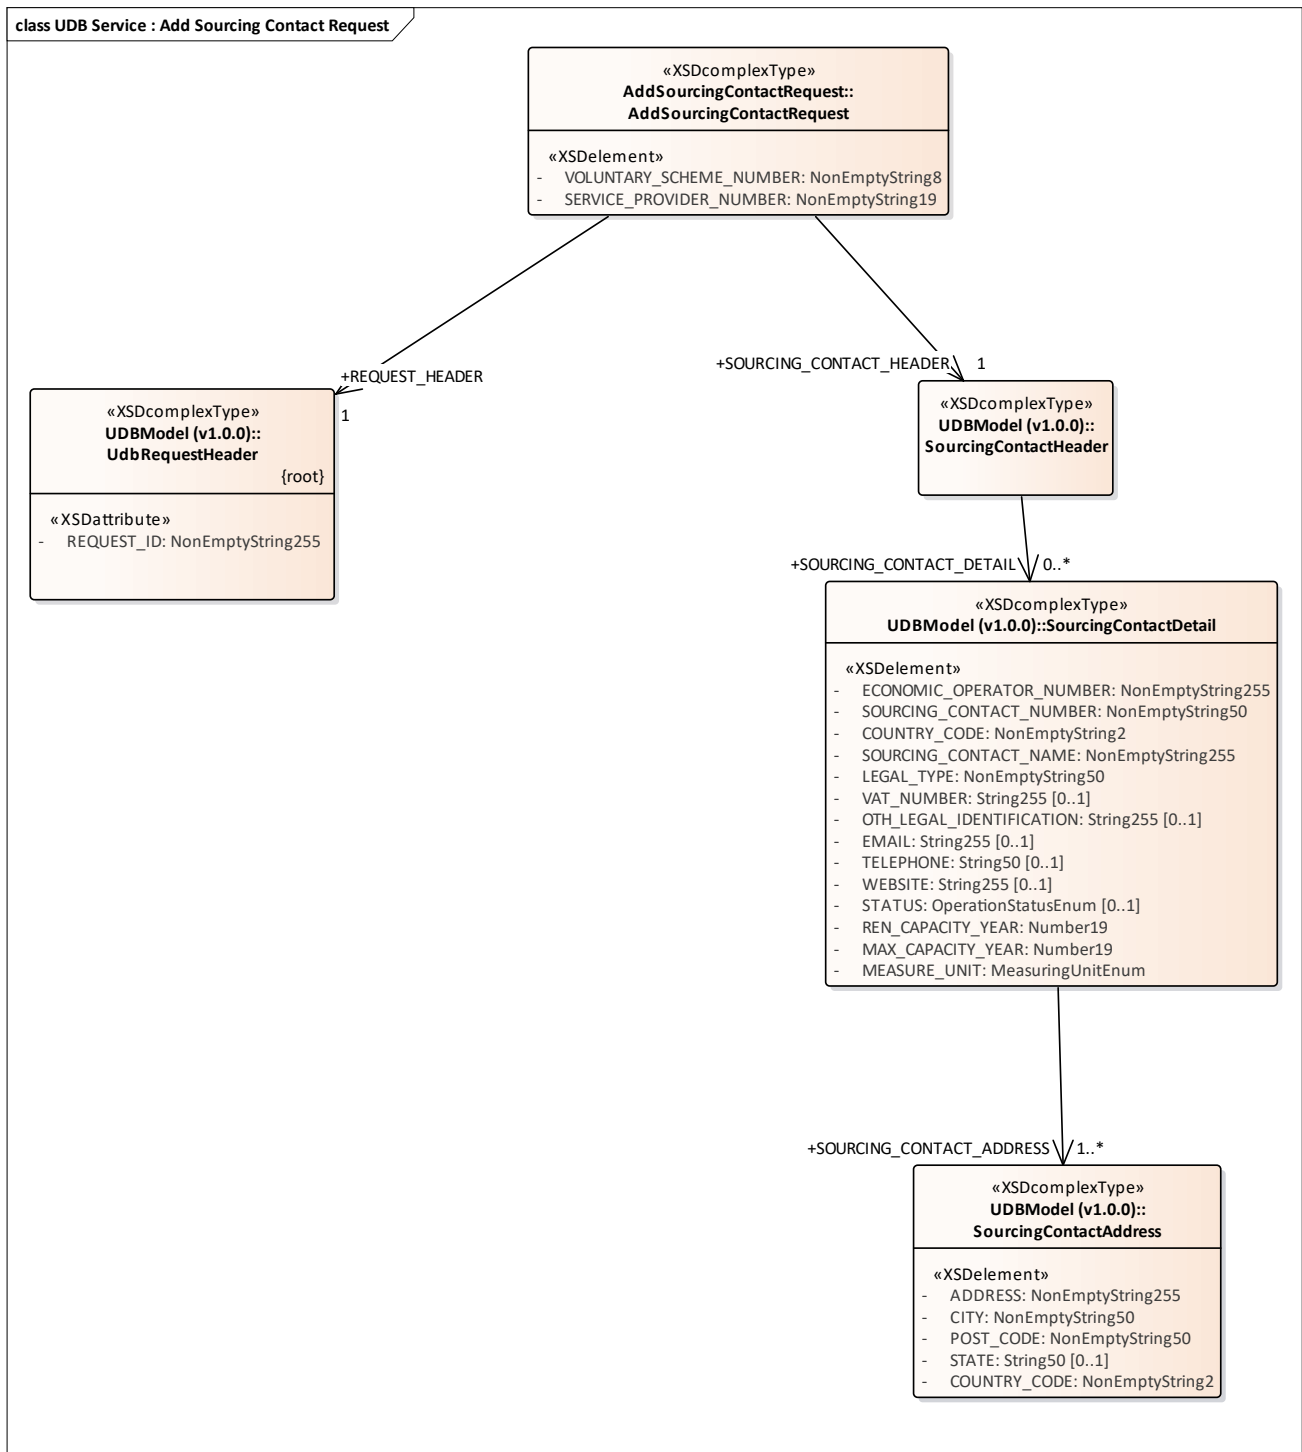 class UDB Service : Add Sourcing Contact Request
«XSDcomplexType»
AddSourcingContactRequest::
AddSourcingContactRequest
«XSDelement»
- VOLUNTARY_SCHEME_NUMBER: NonEmptyString8
- SERVICE_PROVIDER_NUMBER: NonEmptyString19
+REQUEST_HEADER
1
«XSDcomplexType»
UDBModel (v1.0.0)::
UdbRequestHeader
{root}
«XSDattribute»
- REQUEST_ID: NonEmptyString255
+SOURCING_CONTACT_HEADER 1
«XSDcomplexType»
UDBModel (v1.0.0)::
SourcingContactHeader
+SOURCING_CONTACT_DETAIL 0..*
«XSDcomplexType»
UDBModel (v1.0.0)::SourcingContactDetail
«XSDelement»
- ECONOMIC_OPERATOR_NUMBER: NonEmptyString255
- SOURCING_CONTACT_NUMBER: NonEmptyString50
- COUNTRY_CODE: NonEmptyString2
- SOURCING_CONTACT_NAME: NonEmptyString255
- LEGAL_TYPE: NonEmptyString50
- VAT_NUMBER: String255 [0..1]
- OTH_LEGAL_IDENTIFICATION: String255 [0..1]
- EMAIL: String255 [0..1]
- TELEPHONE: String50 [0..1]
- WEBSITE: String255 [0..1]
- STATUS: OperationStatusEnum [0..1]
- REN_CAPACITY_YEAR: Number19
- MAX_CAPACITY_YEAR: Number19
- MEASURE_UNIT: MeasuringUnitEnum
+SOURCING_CONTACT_ADDRESS 1..*
«XSDcomplexType»
UDBModel (v1.0.0)::
SourcingContactAddress
«XSDelement»
- ADDRESS: NonEmptyString255
- CITY: NonEmptyString50
- POST_CODE: NonEmptyString50
- STATE: String50 [0..1]
- COUNTRY_CODE: NonEmptyString2